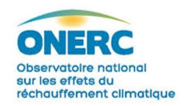 ONERC
Observatoire national
sur les effets du
réchauffement climatique